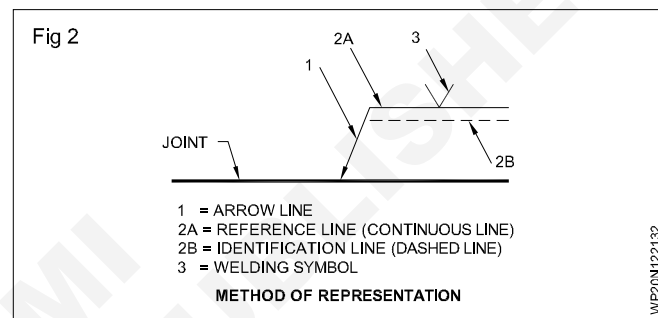 Fig 2
2A
3
1
JOINT
2B
1 = ARROW LINE
2A = REFERENCE LINE (CONTINUOUS LINE)
2B = IDENTIFICATION LINE (DASHED LINE)
3 = WELDING SYMBOL
METHOD OF REPRESENTATION
WP20N122132